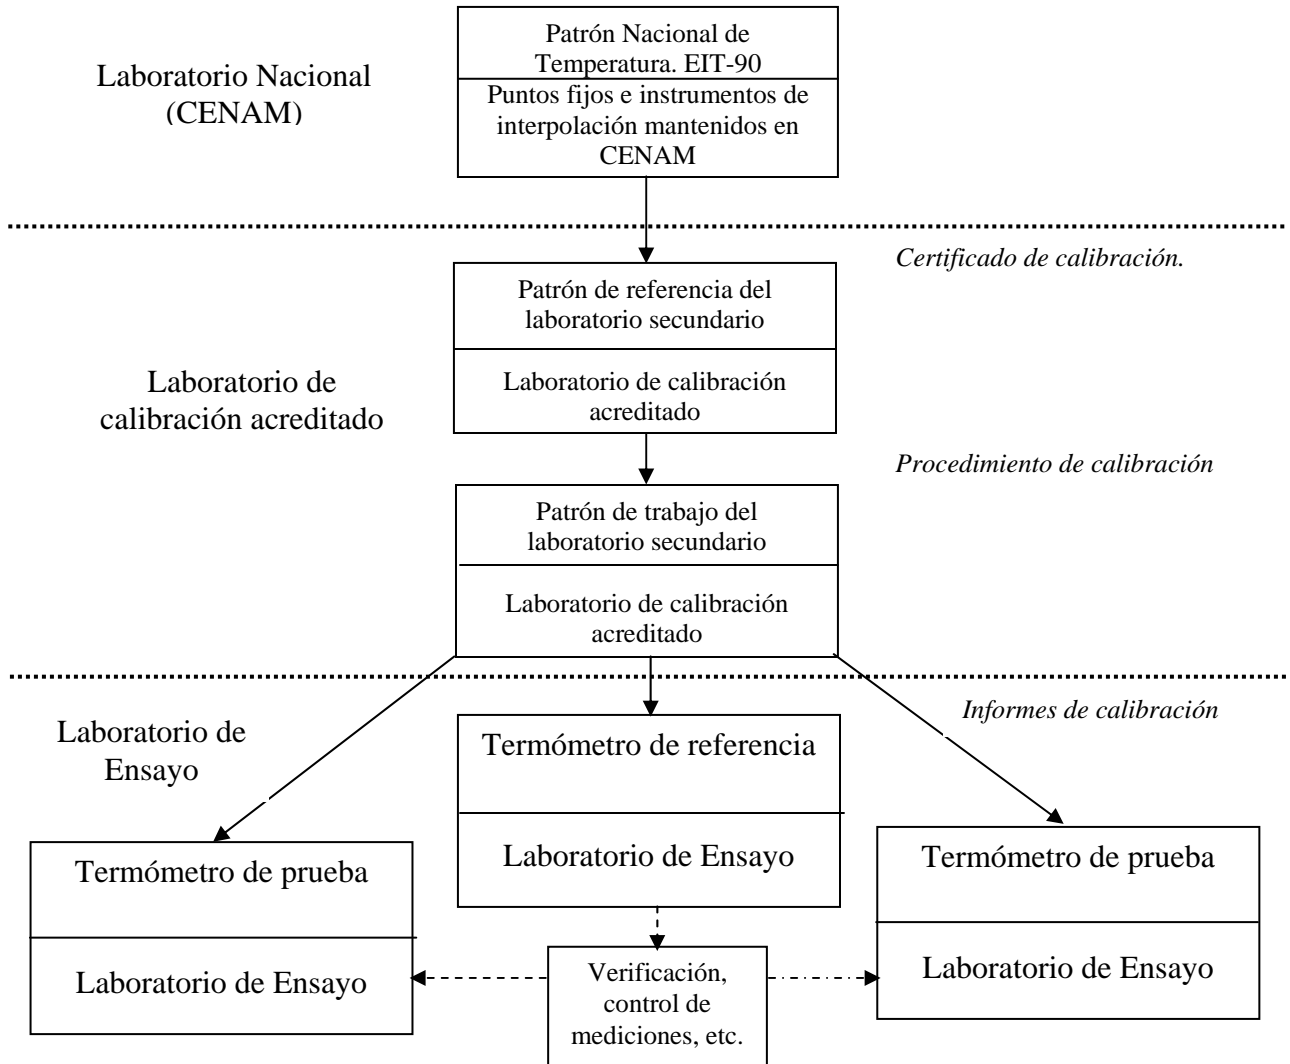 Patrón Nacional de
Temperatura. EIT-90
Laboratorio Nacional
(CENAM)
Puntos fijos e instrumentos de
interpolación mantenidos en
CENAM
Certificado de calibración.
Patrón de referencia del
laboratorio secundario
Laboratorio de
calibración acreditado
Laboratorio de calibración
acreditado
Procedimiento de calibración
Patrón de trabajo del
laboratorio secundario
Laboratorio de calibración
acreditado
Informes de calibración
Laboratorio de
Ensayo
Termómetro de referencia
Laboratorio de Ensayo
Termómetro de prueba
Laboratorio de Ensayo
Termómetro de prueba
Laboratorio de Ensayo
Verificación,
control de
mediciones, etc.